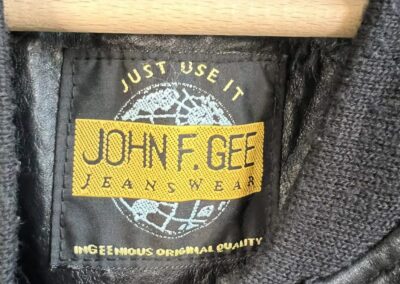 JUST USE IT
JOHN F. GEE
JEANSWEAR
INGEENIOUS ORIGINAL QUALITY